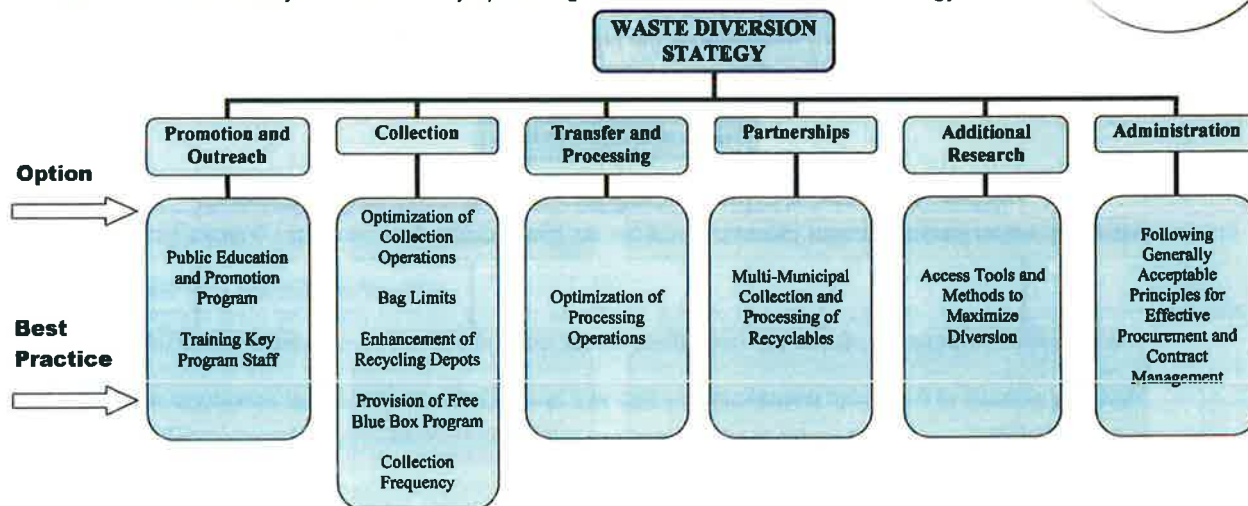 WASTE DIVERSION
STATEGY
Promotion and
Outreach
Collection
Transfer and
Processing
Partnerships
Additional
Research
Administration
Option
Best
Practice
Public Education
and Promotion
Program
Training Key
Program Staff
Optimization of
Collection
Operations
Bag Limits
Enhancement of
Recycling Depots
Provision of Free
Blue Box Program
Collection
Frequency
Optimization of
Processing
Operations
Multi-Municipal
Collection and
Processing of
Recyclables
Access Tools and
Methods to
Maximize
Diversion
Following
Generally
Acceptable
Principles for
Effective
Procurement and
Contract
Management